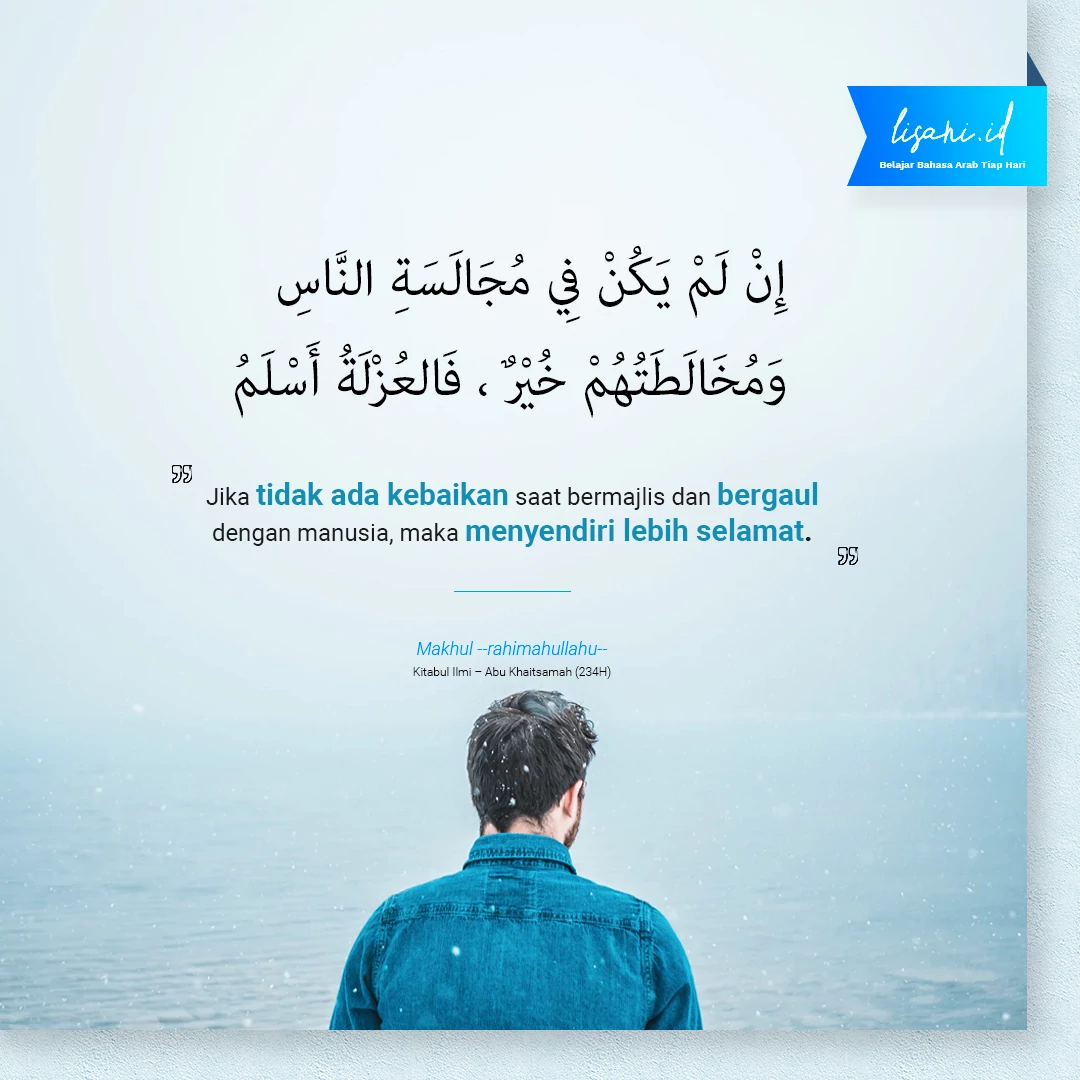 lisani.id
Belajar Bahasa Arab Tiap Hari
إِنْ لَمْ يَكُنْ فِي مُجَالَسَةِ النَّاسِ
وَمُخَالَطَتُهُمْ خُيْرٌ ، فَالعُزْلَةُ أَسْلَمُ
Jika tidak ada kebaikan saat bermajlis dan bergaul
dengan manusia, maka menyendiri lebih selamat.
Makhul --rahimahullahu--
Kitabul Ilmi – Abu Khaitsamah (234H)